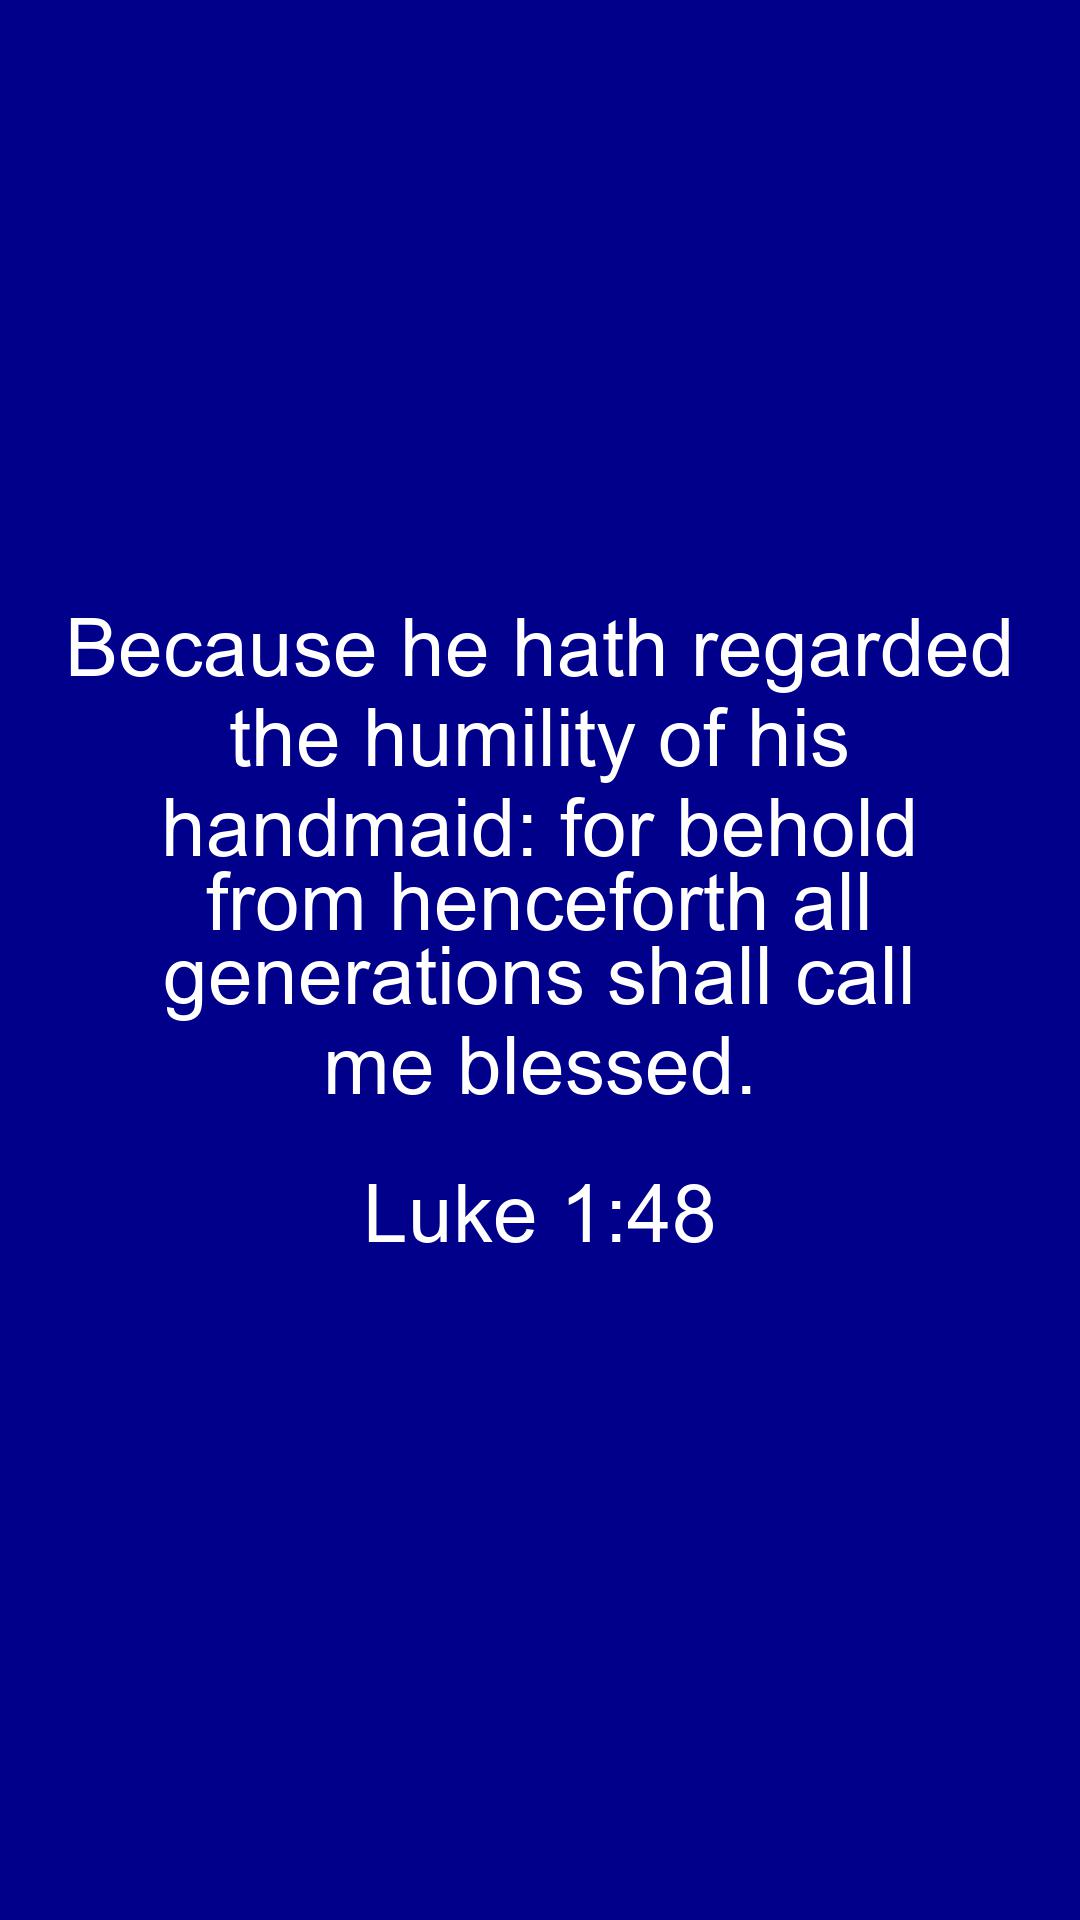 Because he hath regarded
the humility of his
handmaid: for behold
from henceforth all
generations shall call
me blessed.
Luke 1:48